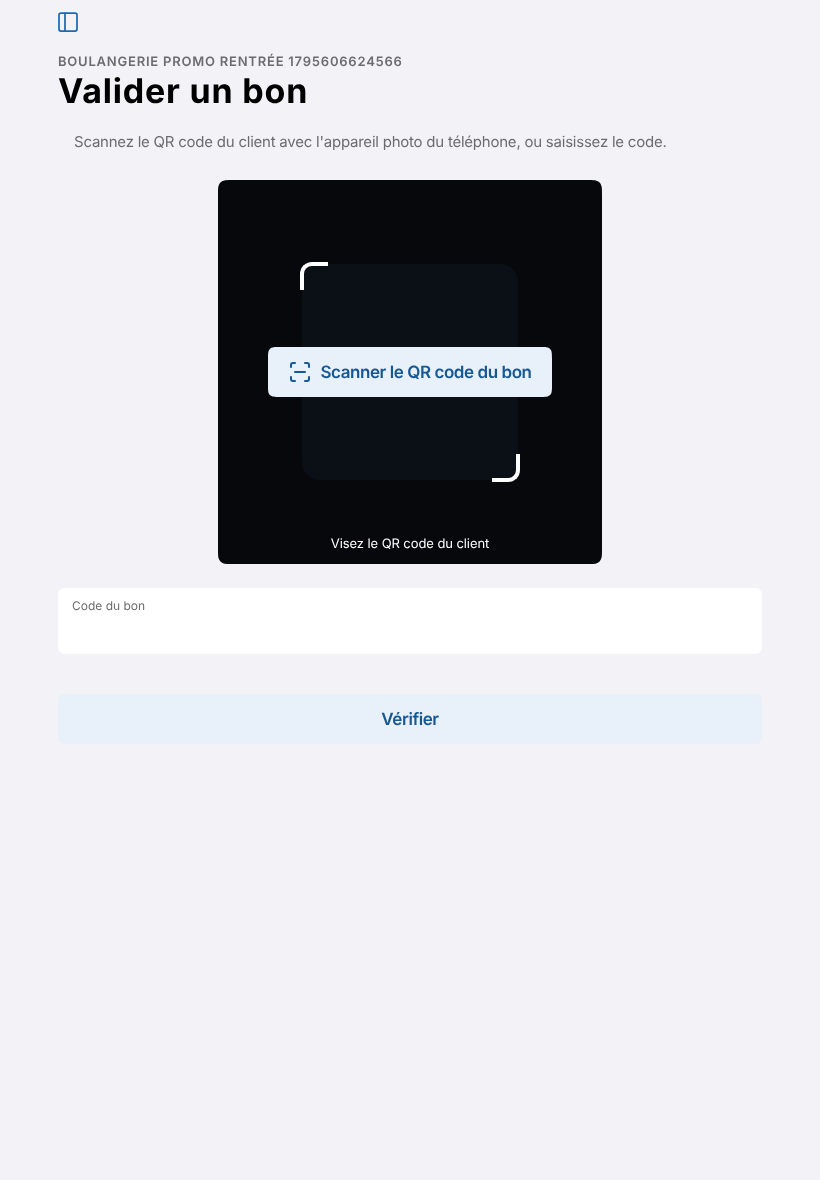 BOULANGERIE PROMO RENTRÉE 1795606624566
Valider un bon
Scannez le QR code du client avec l'appareil photo du téléphone, ou saisissez le code.
Scanner le QR code du bon
Visez le QR code du client
Code du bon
Vérifier